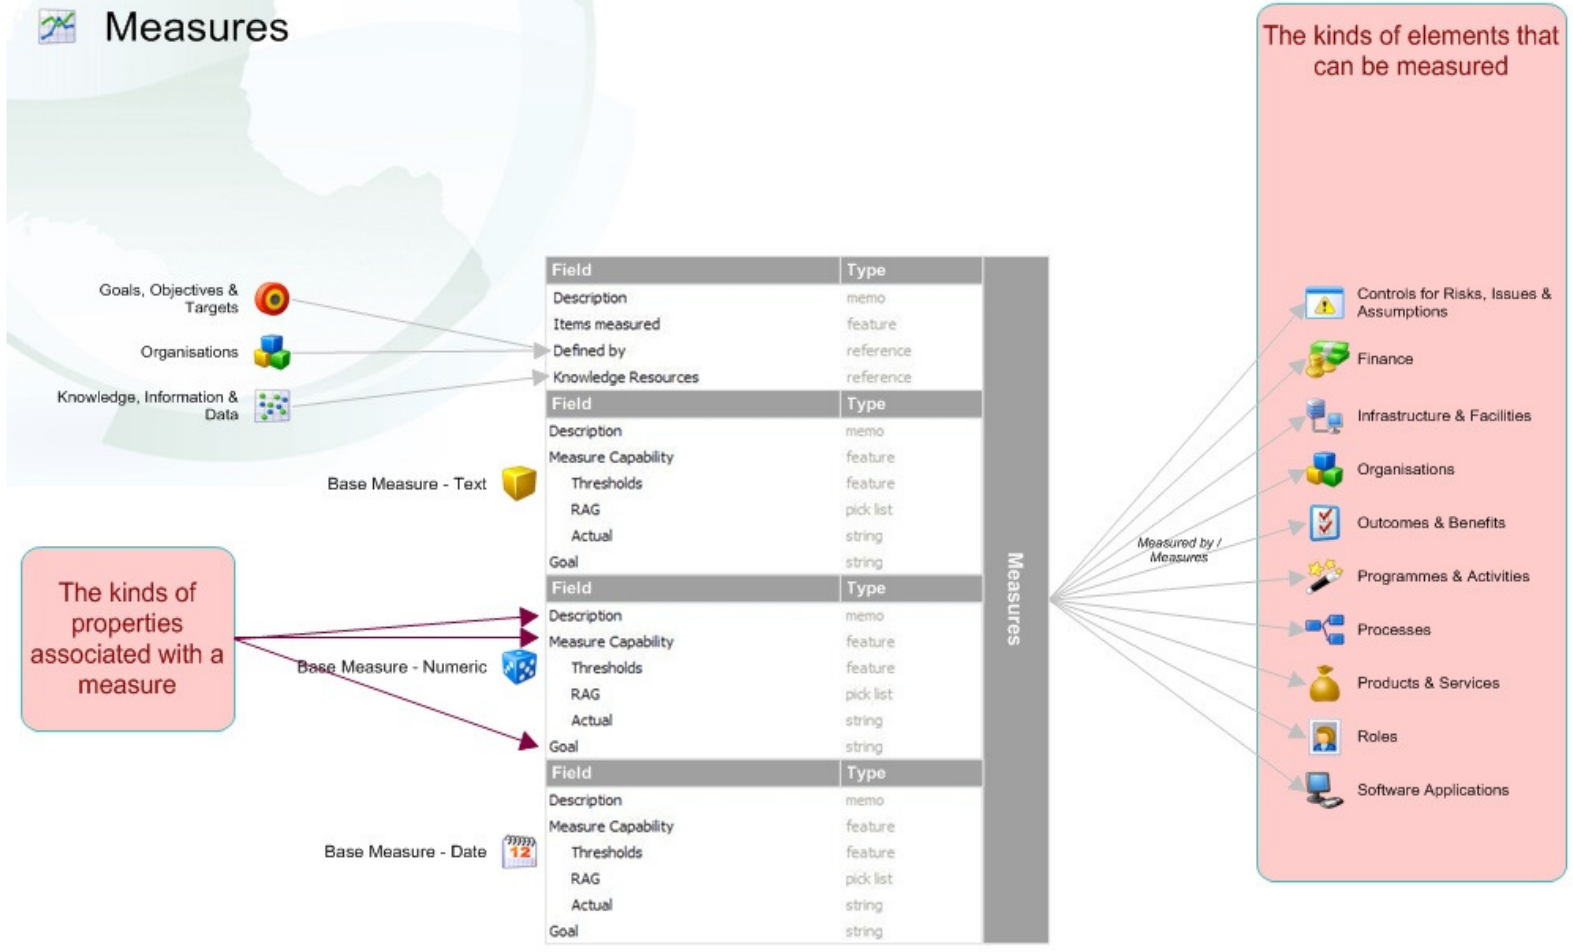 Measures
The kinds of elements that
can be measured
Goals, Objectives &
Targets
Organisations
Knowledge, Information &
Data
Field Type
Description memo
Items measured feature
Defined by reference
Knowledge Resources reference
Base Measure - Text
Field Type
Description memo
Measure Capability feature
Thresholds feature
RAG pick list
Actual string
Goal string
The kinds of
properties
associated with a
measure
Base Measure - Numeric
Field Type
Description memo
Measure Capability feature
Thresholds feature
RAG pick list
Actual string
Goal string
Base Measure - Date
12
Field Type
Description memo
Measure Capability feature
Thresholds feature
RAG pick list
Actual string
Goal string
Measures
Measured by /
Measures
Controls for Risks, Issues &
Assumptions
Finance
Infrastructure & Facilities
Organisations
Outcomes & Benefits
Programmes & Activities
Processes
Products & Services
Roles
Software Applications